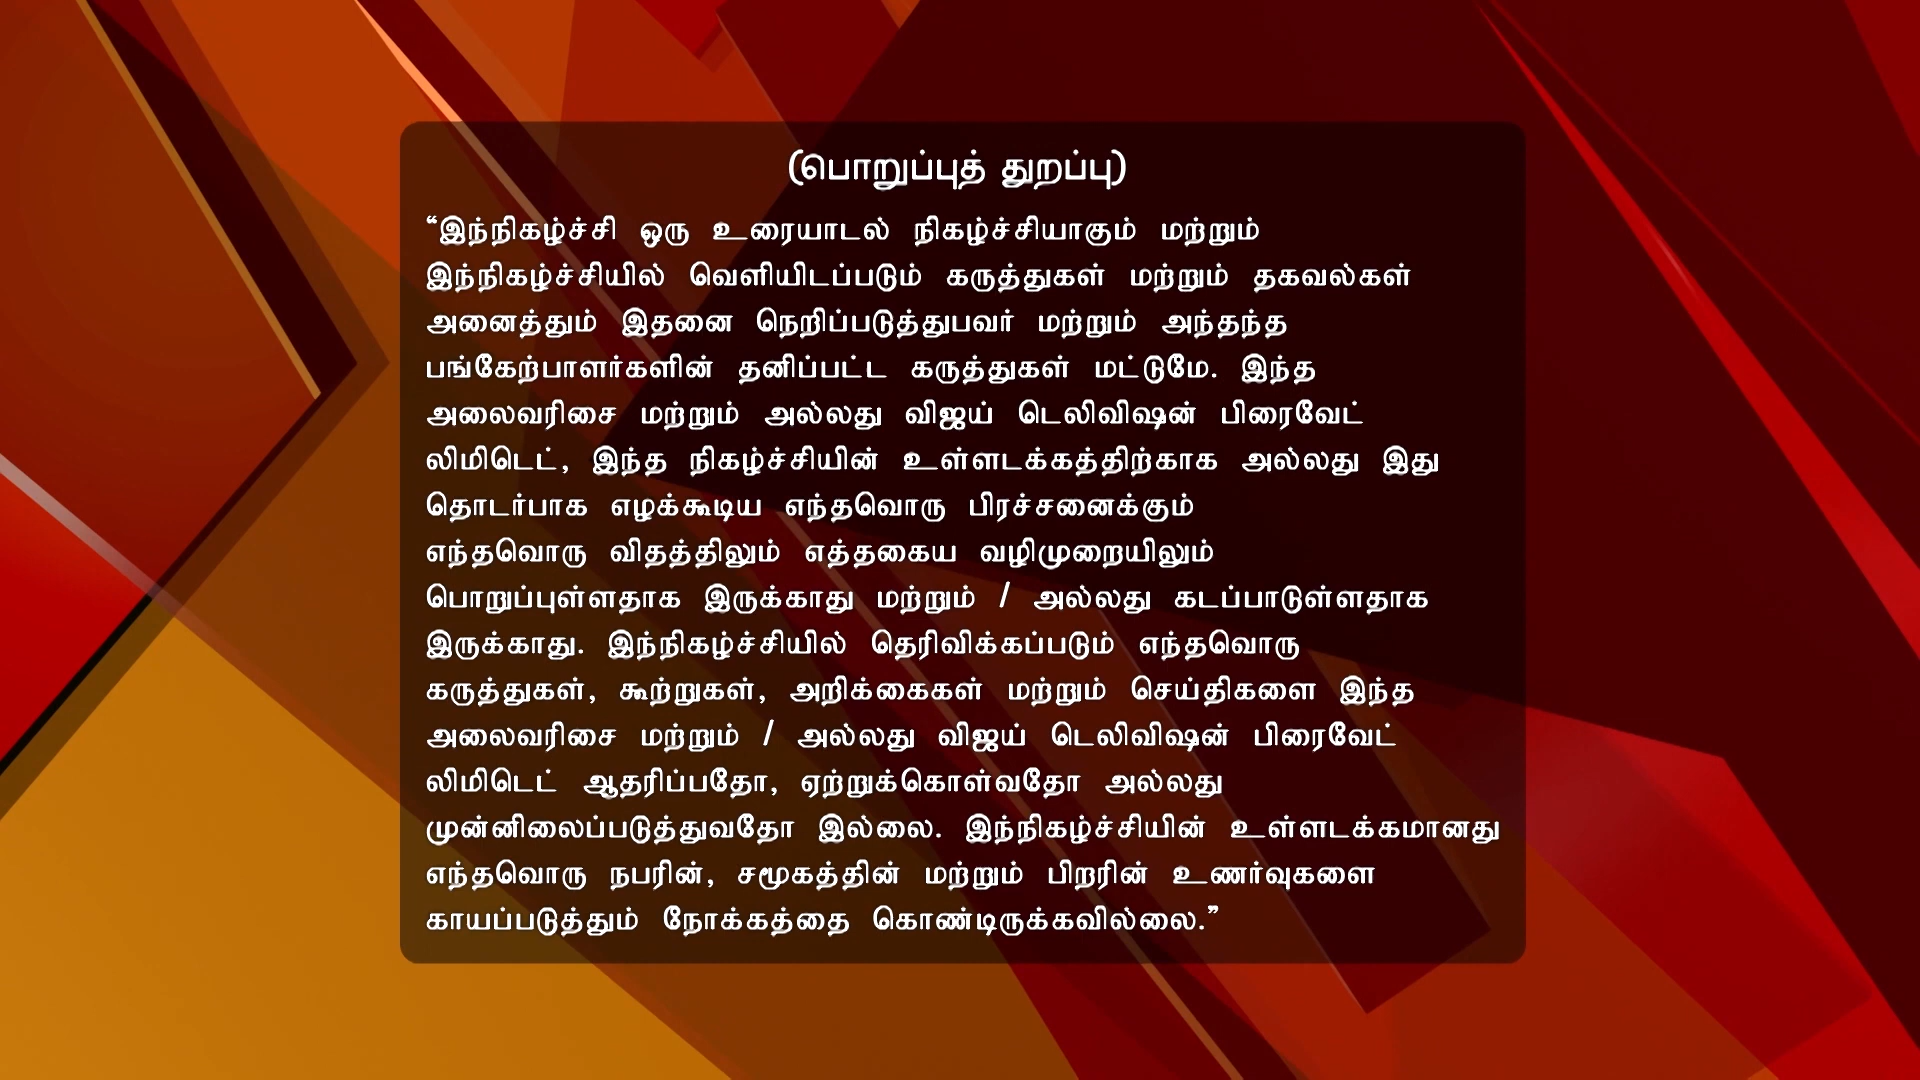 (பொறுப்புத் துறப்பு)
“இந்நிகழ்ச்சி ஒரு உரையாடல் நிகழ்ச்சியாகும் மற்றும்
இந்நிகழ்ச்சியில் வெளியிடப்படும் கருத்துகள் மற்றும் தகவல்கள்
அனைத்தும் இதனை நெறிப்படுத்துபவர் மற்றும் அந்தந்த
பங்கேற்பாளர்களின் தனிப்பட்ட கருத்துகள் மட்டுமே. இந்த
அலைவரிசை மற்றும் அல்லது விஜய் டெலிவிஷன் பிரைவேட்
லிமிடெட், இந்த நிகழ்ச்சியின் உள்ளடக்கத்திற்காக அல்லது இது
தொடர்பாக எழக்கூடிய எந்தவொரு பிரச்சனைக்கும்
எந்தவொரு விதத்திலும் எத்தகைய வழிமுறையிலும்
பொறுப்புள்ளதாக இருக்காது மற்றும் / அல்லது கடப்பாடுள்ளதாக
இருக்காது. இந்நிகழ்ச்சியில் தெரிவிக்கப்படும் எந்தவொரு
கருத்துகள், கூற்றுகள், அறிக்கைகள் மற்றும் செய்திகளை இந்த
அலைவரிசை மற்றும் / அல்லது விஜய் டெலிவிஷன் பிரைவேட்
லிமிடெட் ஆதரிப்பதோ, ஏற்றுக்கொள்வதோ அல்லது
முன்னிலைப்படுத்துவதோ இல்லை. இந்நிகழ்ச்சியின் உள்ளடக்கமானது
எந்தவொரு நபரின், சமூகத்தின் மற்றும் பிறரின் உணர்வுகளை
காயப்படுத்தும் நோக்கத்தை கொண்டிருக்கவில்லை.”